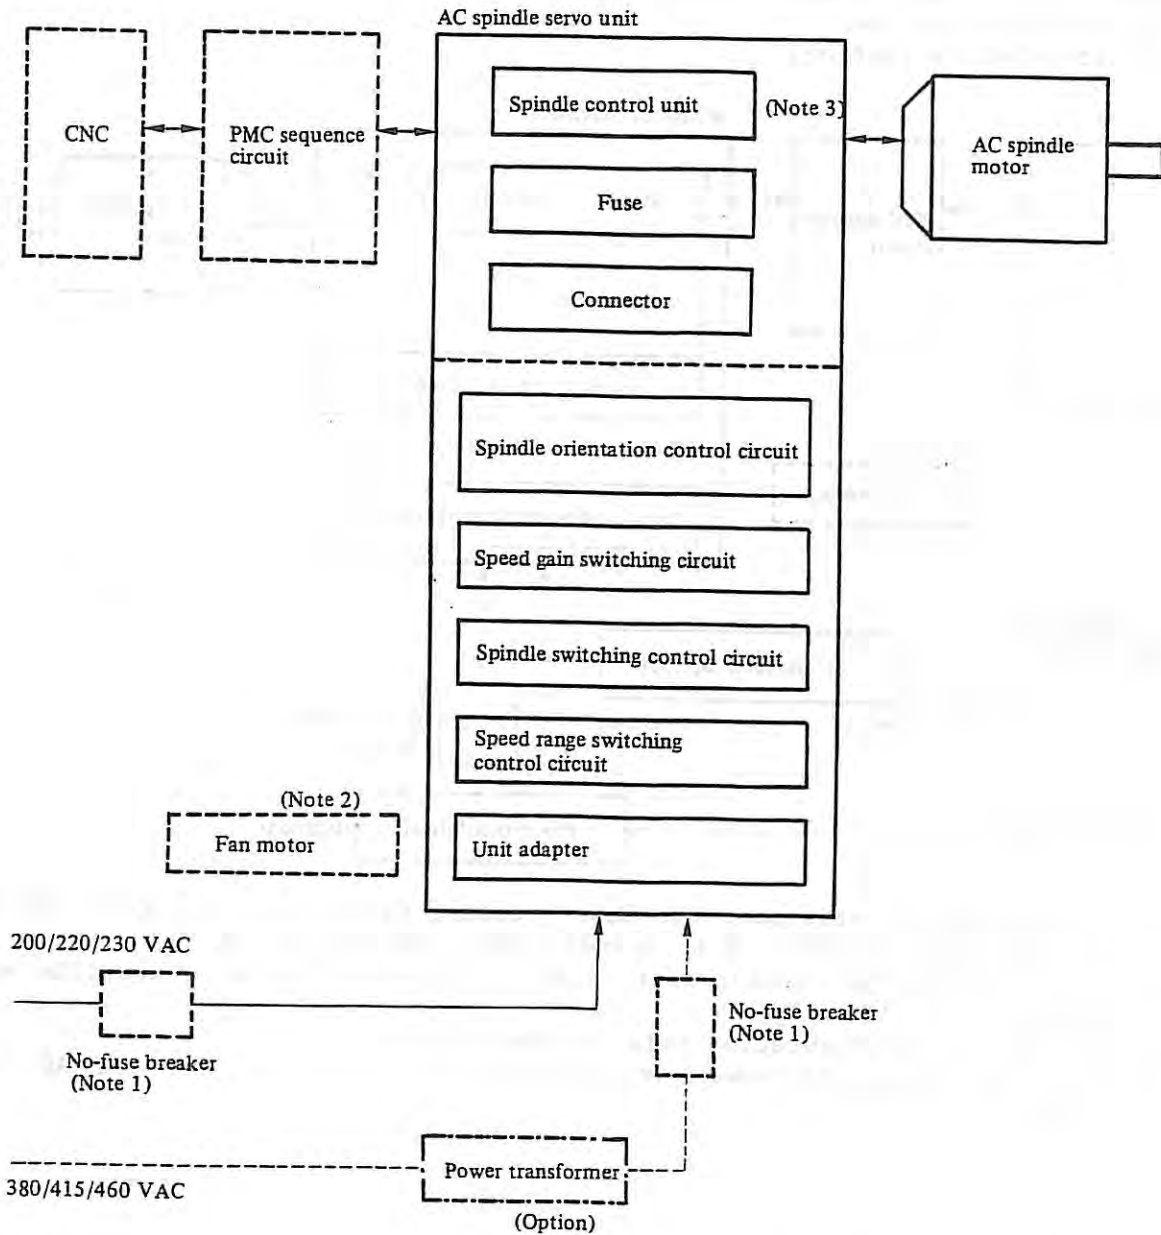 AC spindle servo unit
CNC
PMC sequence
circuit
Spindle control unit
(Note 3)
AC spindle
motor
Fuse
Connector
Spindle orientation control circuit
Speed gain switching circuit
Spindle switching control circuit
Speed range switching
control circuit
(Note 2)
Fan motor
Unit adapter
200/220/230 VAC
No-fuse breaker
(Note 1)
No-fuse breaker
(Note 1)
Power transformer
380/415/460 VAC
(Option)